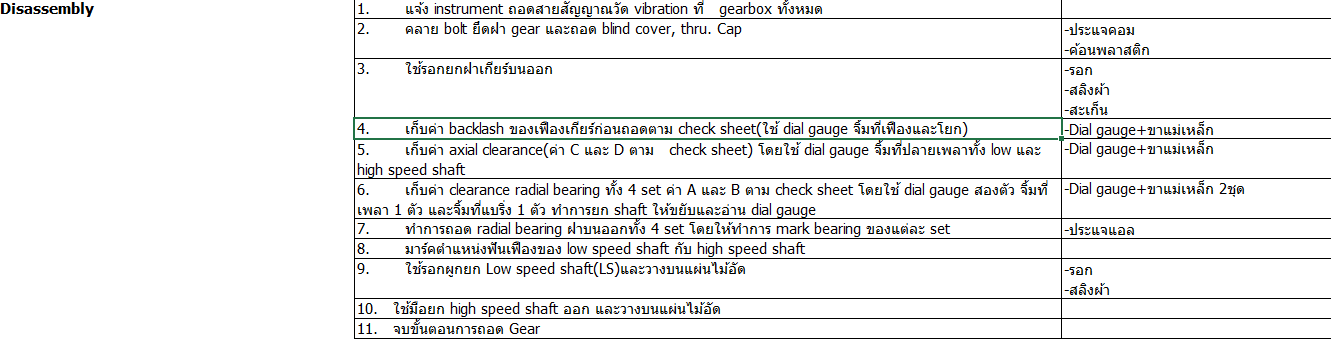 Disassembly
1. แจ้ง instrument ถอดสายสัญญาณวัด vibration ที่ gearbox ทั้งหมด
2. คลาย bolt ยึดฝา gear และถอด blind cover, thru. Cap
-ประแจคอม
-ค้อนพลาสติก
3. ใช้รอกยกฝาเกียร์บนออก
-รอก
-สลิงผ้า
-สะเก็น
4. เก็บค่า backlash ของเฟืองเกียร์ก่อนถอดตาม check sheet(ใช้ dial gauge จิ้มที่เฟืองและโยก)
-Dial gauge+ขาแม่เหล็ก
5. เก็บค่า axial clearance(ค่า C และ D ตาม check sheet) โดยใช้ dial gauge จิ้มที่ปลายเพลาทั้ง low และ
high speed shaft
-Dial gauge+ขาแม่เหล็ก
6. เก็บค่า clearance radial bearing ทั้ง 4 set ค่า A และ B ตาม check sheet โดยใช้ dial gauge สองตัว จิ้มที่
เพลา 1 ตัว และจิ้มที่แบริ่ง 1 ตัว ทำการยก shaft ให้ขยับและอ่าน dial gauge
-Dial gauge+ขาแม่เหล็ก 2ชุด
7. ทำการถอด radial bearing ฝาบนออกทั้ง 4 set โดยให้ทำการ mark bearing ของแต่ละ set
-ประแจแอล
8. มาร์คตำแหน่งฟันเฟืองของ low speed shaft กับ high speed shaft
9. ใช้รอกผูกยก Low speed shaft(LS)และวางบนแผ่นไม้อัด
-รอก
-สลิงผ้า
10. ใช้มือยก high speed shaft ออก และวางบนแผ่นไม้อัด
11. จบขั้นตอนการถอด Gear